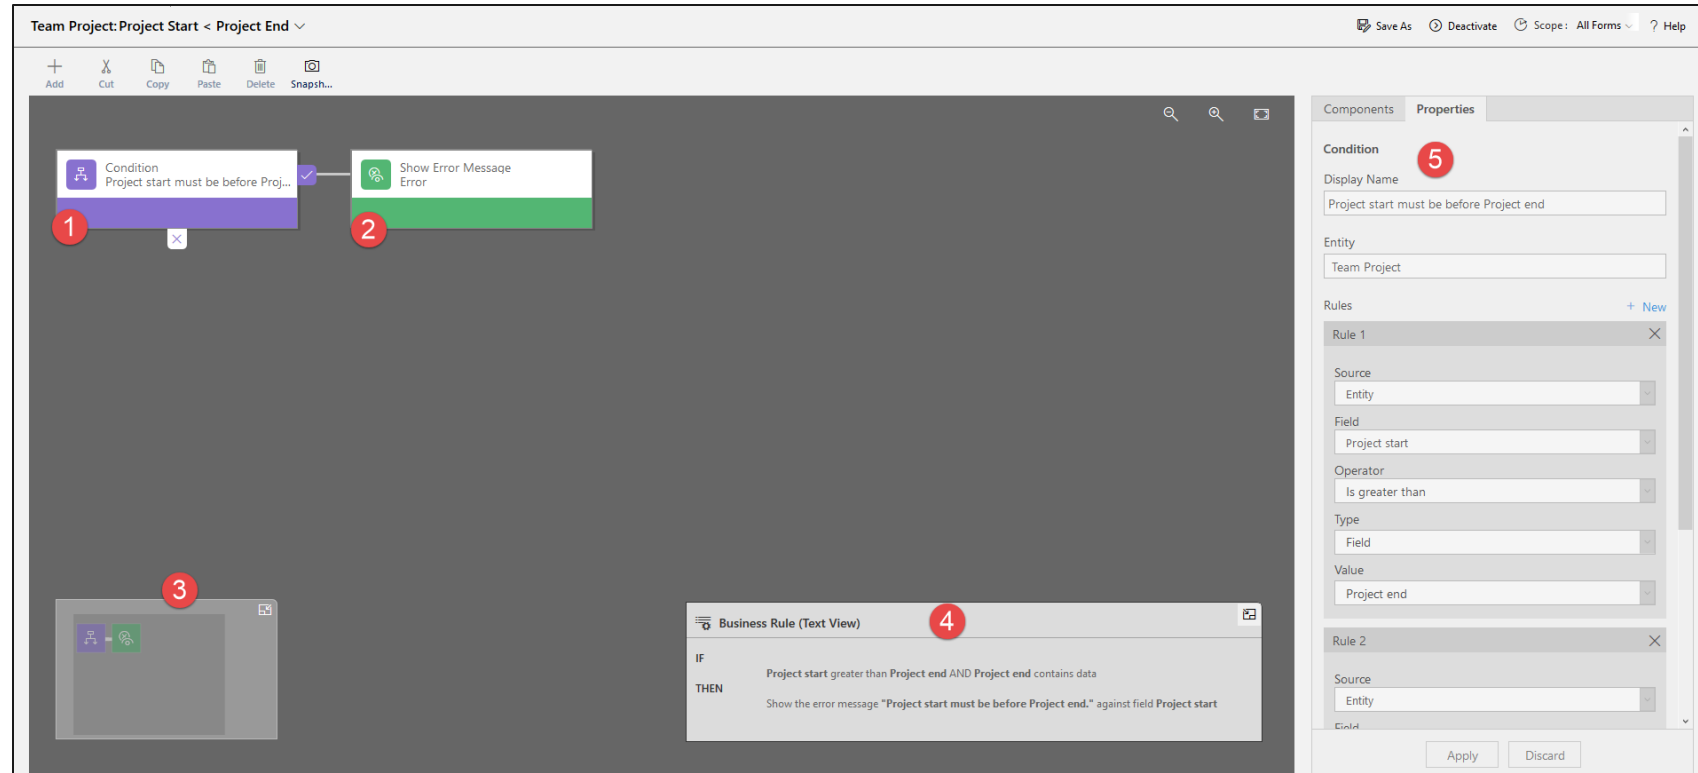 Team Project: Project Start < Project End
Save As Deactivate Scope: All Forms ? Help
Add Cut Copy Paste Delete Snapsh...
Components Properties
Condition
Project start must be before Proj...
Show Error Message
Error
1
2
3
Business Rule (Text View) 4
IF
Project start greater than Project end AND Project end contains data
THEN
Show the error message "Project start must be before Project end." against field Project start
Condition 5
Display Name
Project start must be before Project end
Entity
Team Project
Rules + New
Rule 1
Source
Entity
Field
Project start
Operator
Is greater than
Type
Field
Value
Project end
Rule 2
Source
Entity
Field
Apply Discard